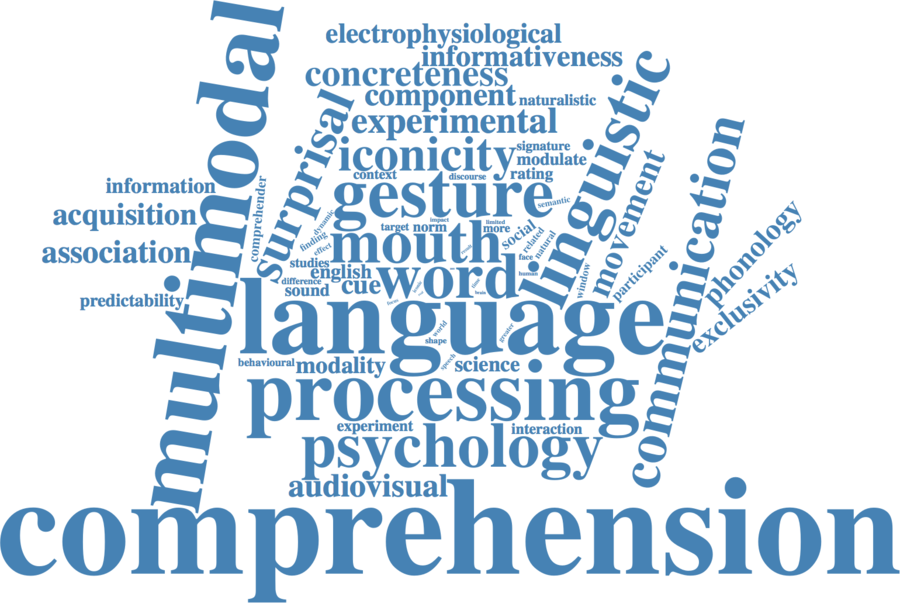 electrophysiological
informativeness
concreteness
component
naturalistic
experimental
multimodal
surprisal
linguistic
iconicity
signature
modulate
context
discourse
rating
gesture
semantic
information
comprehender
acquisition
dynamic
impact
limited
target
norm
more
social
mouth
finding
effect
related
natural
movement
communication
phonology
association
studies
face
english
human
difference
cue
word
sound
brain
window
participant
predictability
exclusivity
language
world
greater
shape
speech
behavioural
modality
science
processing
experiment
interaction
psychology
audiovisual
comprehension